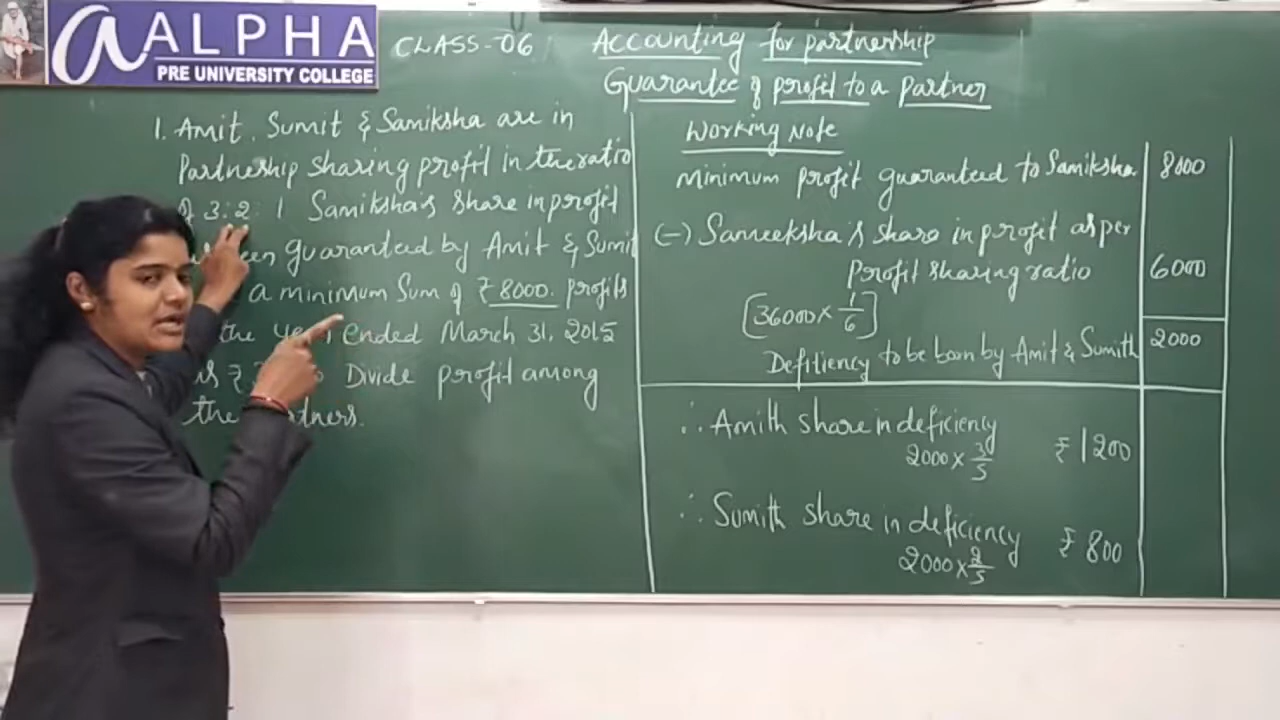 ALPHA
PRE UNIVERSITY COLLEGE
CLASS-06
Accounting for partnership
Guarantee of profit to a partner
1. Amit, Sumit & Samiksha are in
Partnership sharing profit in the ratio
of 3:2:1 Samiksha's share in profit
guaranteed by Amit & Sumit
a minimum Sum of ₹ 8000. profits
the ended March 31, 2015
₹ Divide profit among
the
Working Note
minimum profit guaranteed to Samiksha 8000
(-) Sameeksha's share in profit as per
Profit sharing ratio 6000
[36000 × 1/6]
Defitiency to be born by Amit & Sumith 2000
∴ Amith share in deficiency
2000 × 3/5 ₹ 1200
∴ Sumith share in deficiency
2000 × 2/5 ₹ 800